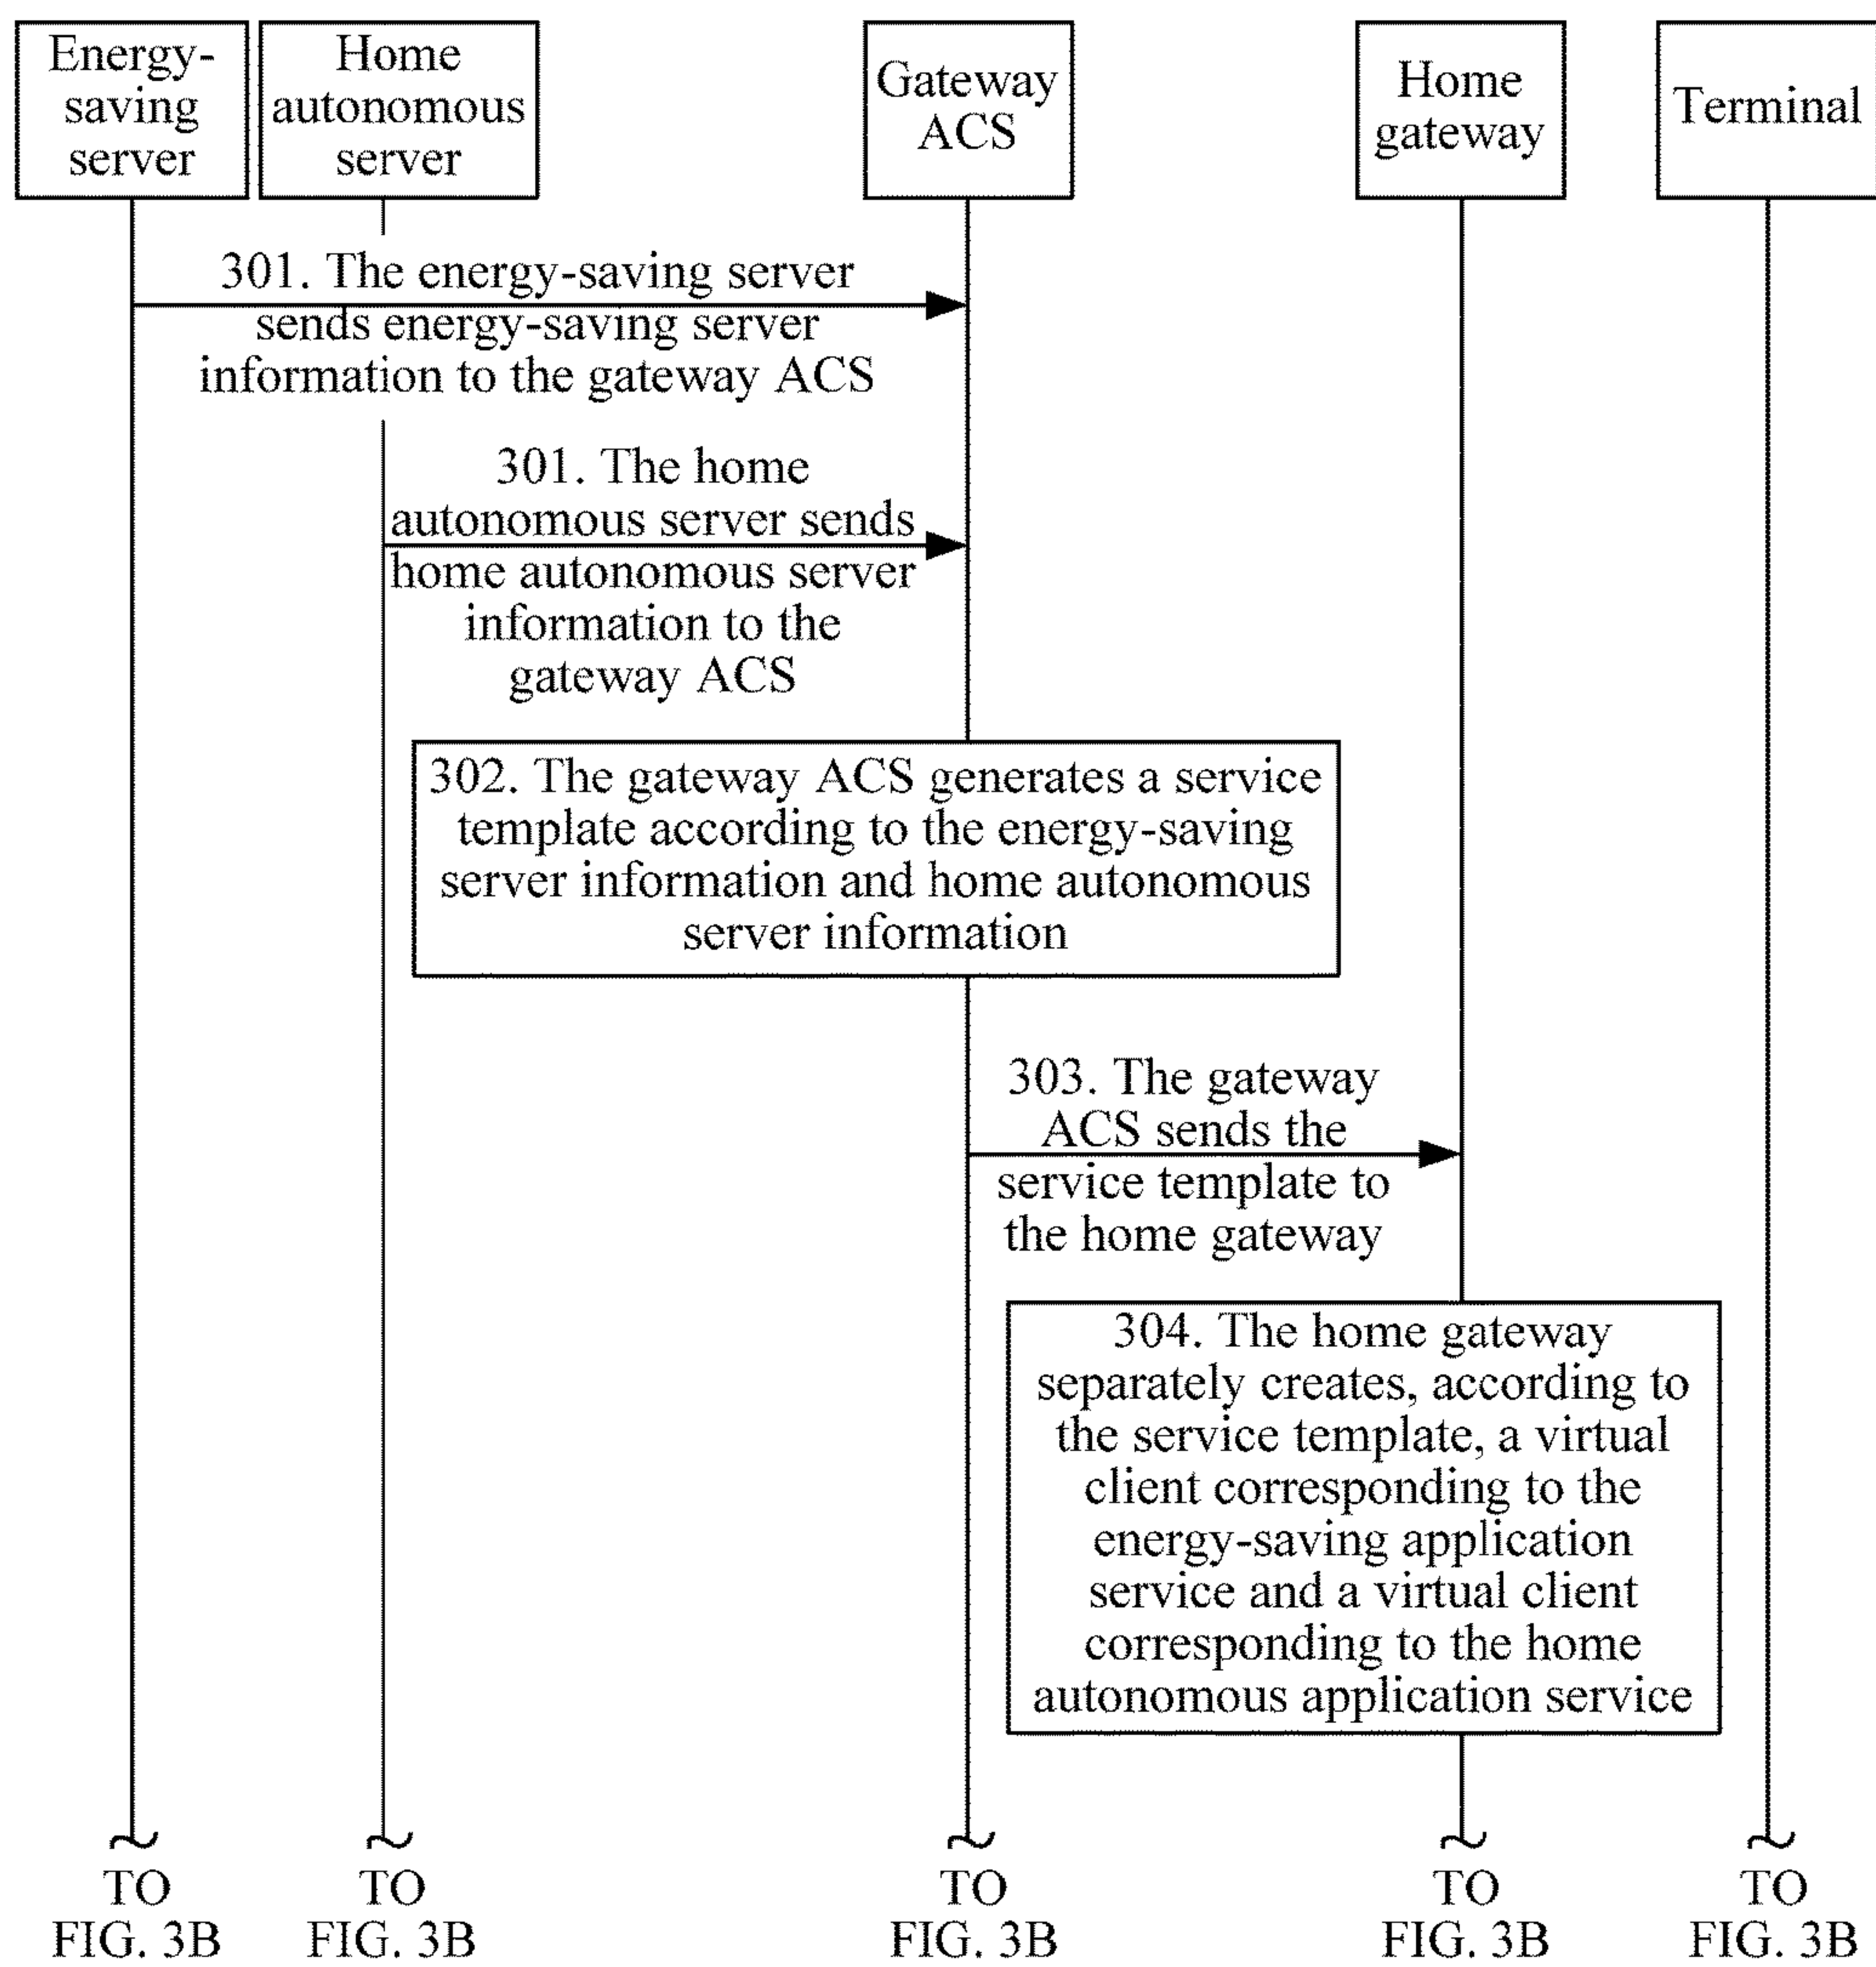 Energy-
saving
server
Home
autonomous
server
Gateway
ACS
Home
gateway
Terminal
301. The energy-saving server
sends energy-saving server
information to the gateway ACS
301. The home
autonomous server sends
home autonomous server
information to the
gateway ACS
302. The gateway ACS generates a service
template according to the energy-saving
server information and home autonomous
server information
303. The gateway
ACS sends the
service template to
the home gateway
304. The home gateway
separately creates, according to
the service template, a virtual
client corresponding to the
energy-saving application
service and a virtual client
corresponding to the home
autonomous application service
TO
FIG. 3B
TO
FIG. 3B
TO
FIG. 3B
TO
FIG. 3B
TO
FIG. 3B